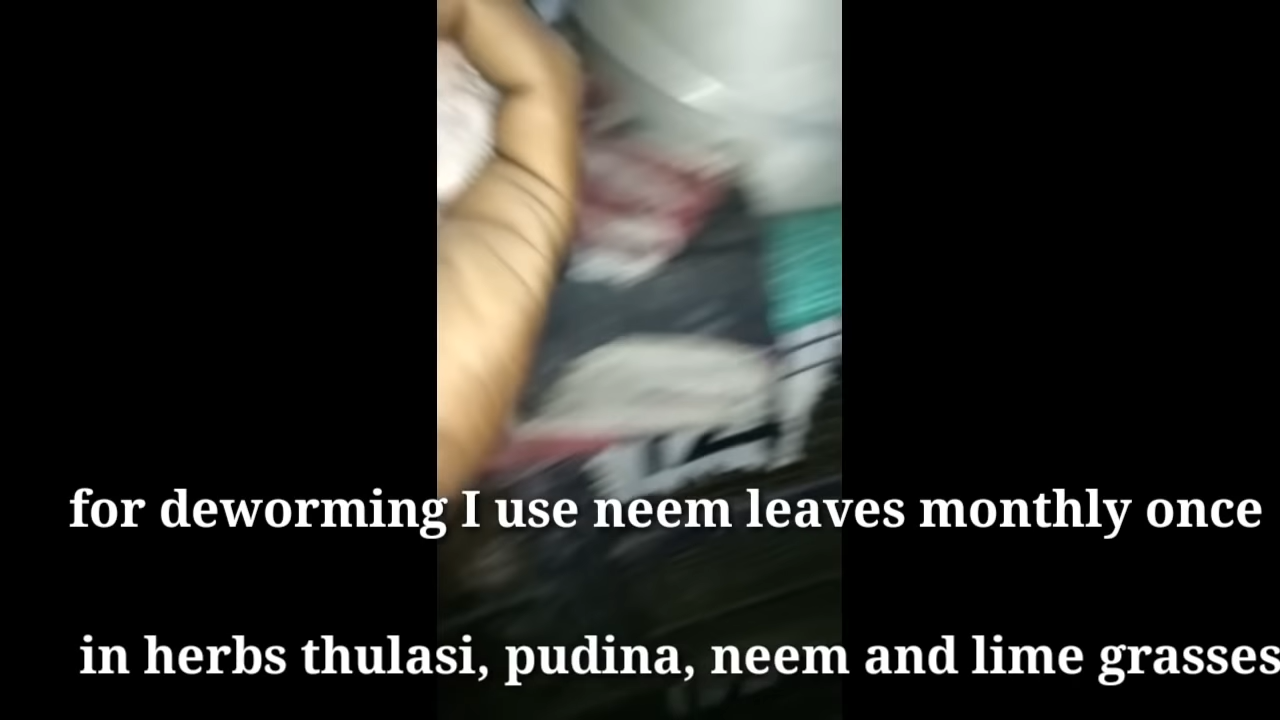 for deworming I use neem leaves monthly once
in herbs thulasi, pudina, neem and lime grasses